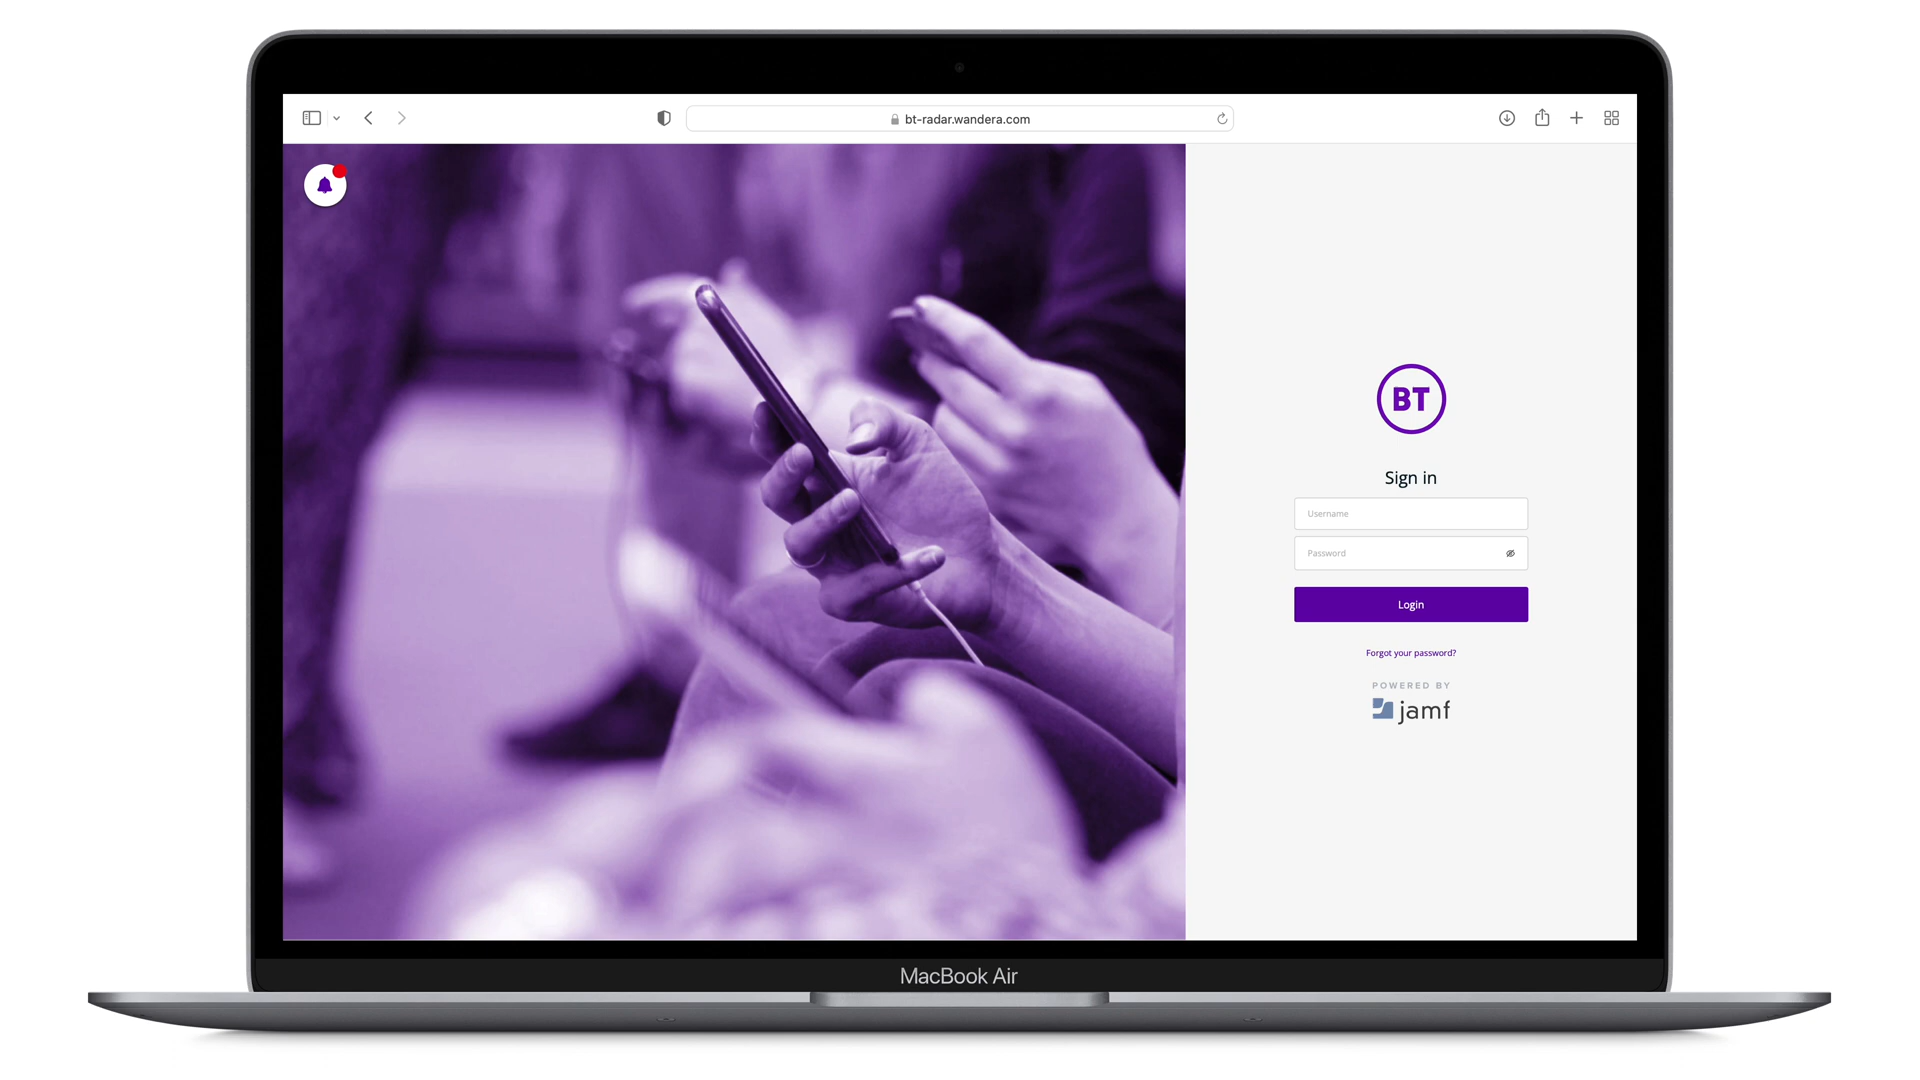 bt-radar.wandera.com
BT
Sign in
Username
Password
Login
Forgot your password?
POWERED BY
jamf
MacBook Air